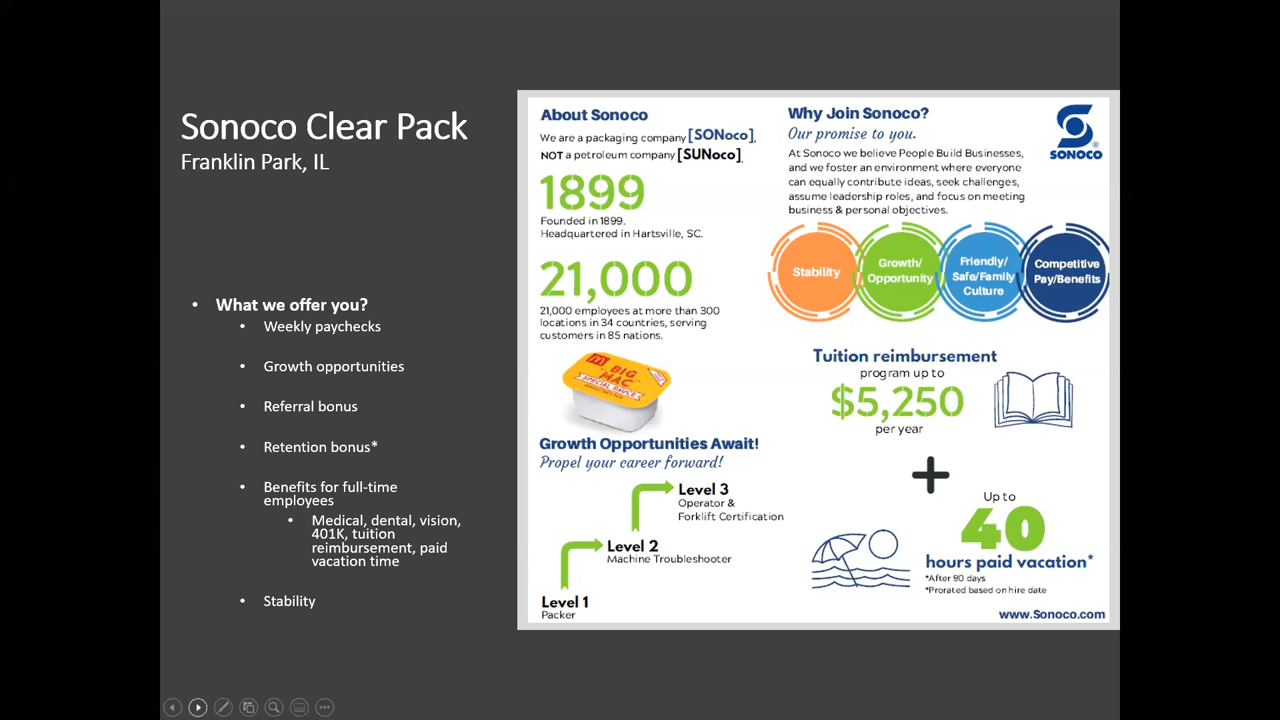 Sonoco Clear Pack
Franklin Park, IL
• What we offer you?
• Weekly paychecks
• Growth opportunities
• Referral bonus
• Retention bonus*
• Benefits for full-time
employees
• Medical, dental, vision,
401K, tuition
reimbursement, paid
vacation time
• Stability
About Sonoco
We are a packaging company [SONoco],
NOT a petroleum company [SUNoco].
1899
Founded in 1899.
Headquartered in Hartsville, SC.
21,000
21,000 employees at more than 300
locations in 34 countries, serving
customers in 85 nations.
BIG
MAC
SPECIAL SAUCE
Growth Opportunities Await!
Propel your career forward!
Level 3
Operator &
Forklift Certification
Level 2
Machine Troubleshooter
Level 1
Packer
Why Join Sonoco?
Our promise to you.
At Sonoco we believe People Build Businesses,
and we foster an environment where everyone
can equally contribute ideas, seek challenges,
assume leadership roles, and focus on meeting
business & personal objectives.
SONOCO
®
Stability
Growth/
Opportunity
Friendly/
Safe/Family
Culture
Competitive
Pay/Benefits
Tuition reimbursement
program up to
$5,250
per year
+
Up to
40
hours paid vacation*
*After 90 days
*Prorated based on hire date
www.Sonoco.com